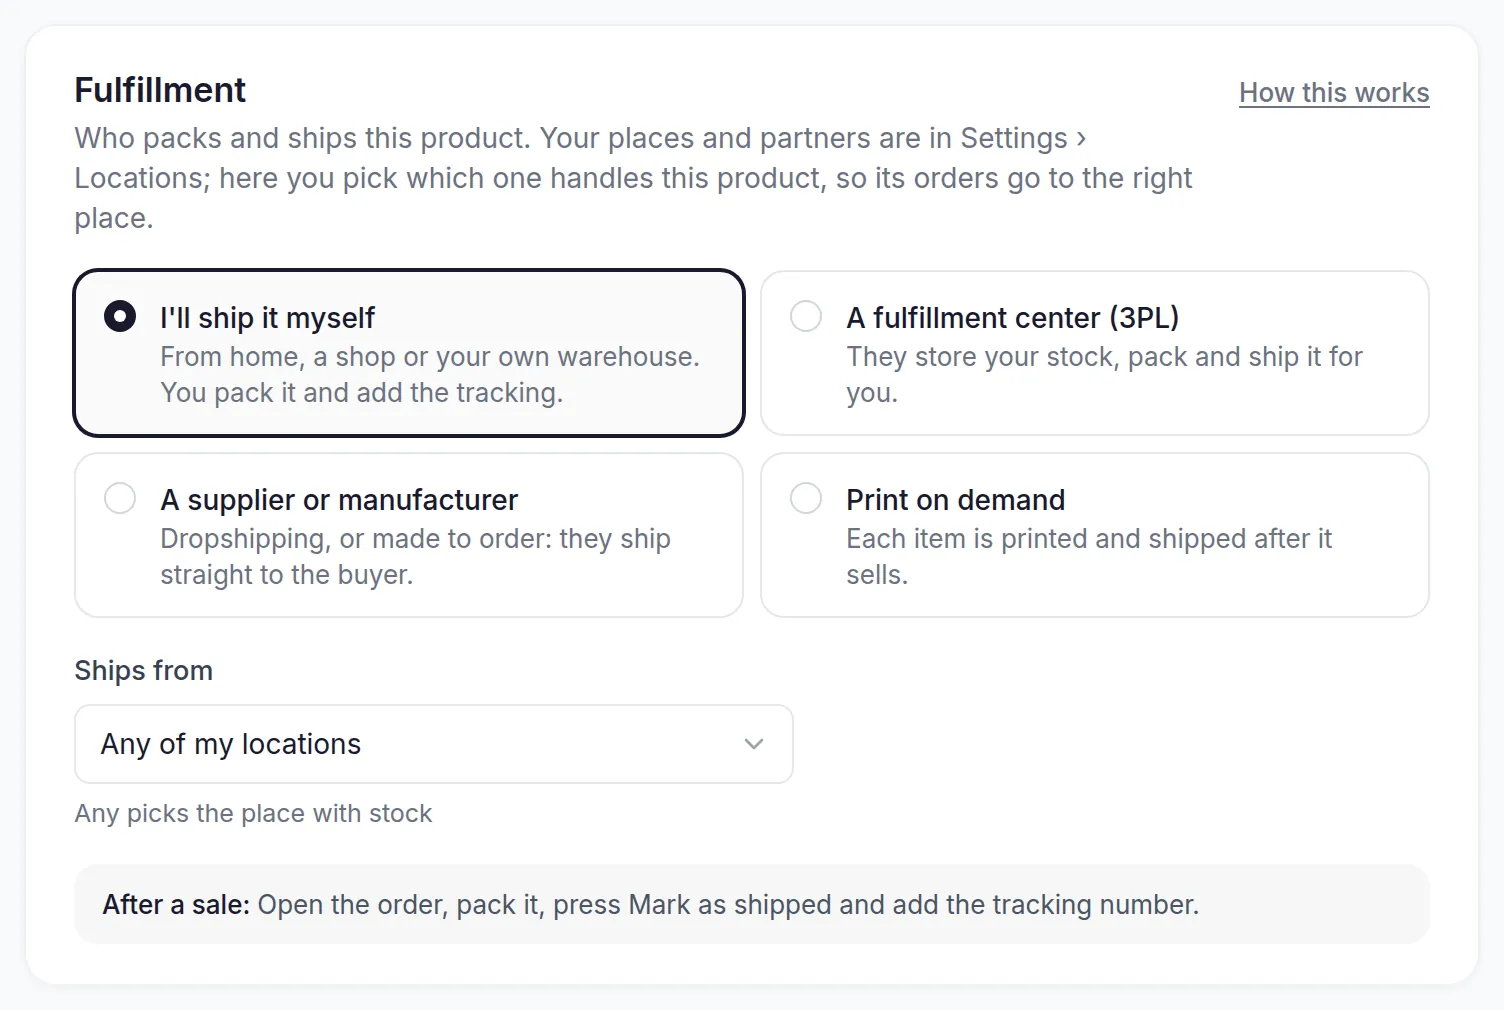 Fulfillment
How this works
Who packs and ships this product. Your places and partners are in Settings ›
Locations; here you pick which one handles this product, so its orders go to the right
place.
I'll ship it myself
From home, a shop or your own warehouse.
You pack it and add the tracking.
A fulfillment center (3PL)
They store your stock, pack and ship it for
you.
A supplier or manufacturer
Dropshipping, or made to order: they ship
straight to the buyer.
Print on demand
Each item is printed and shipped after it
sells.
Ships from
Any of my locations
Any picks the place with stock
After a sale: Open the order, pack it, press Mark as shipped and add the tracking number.